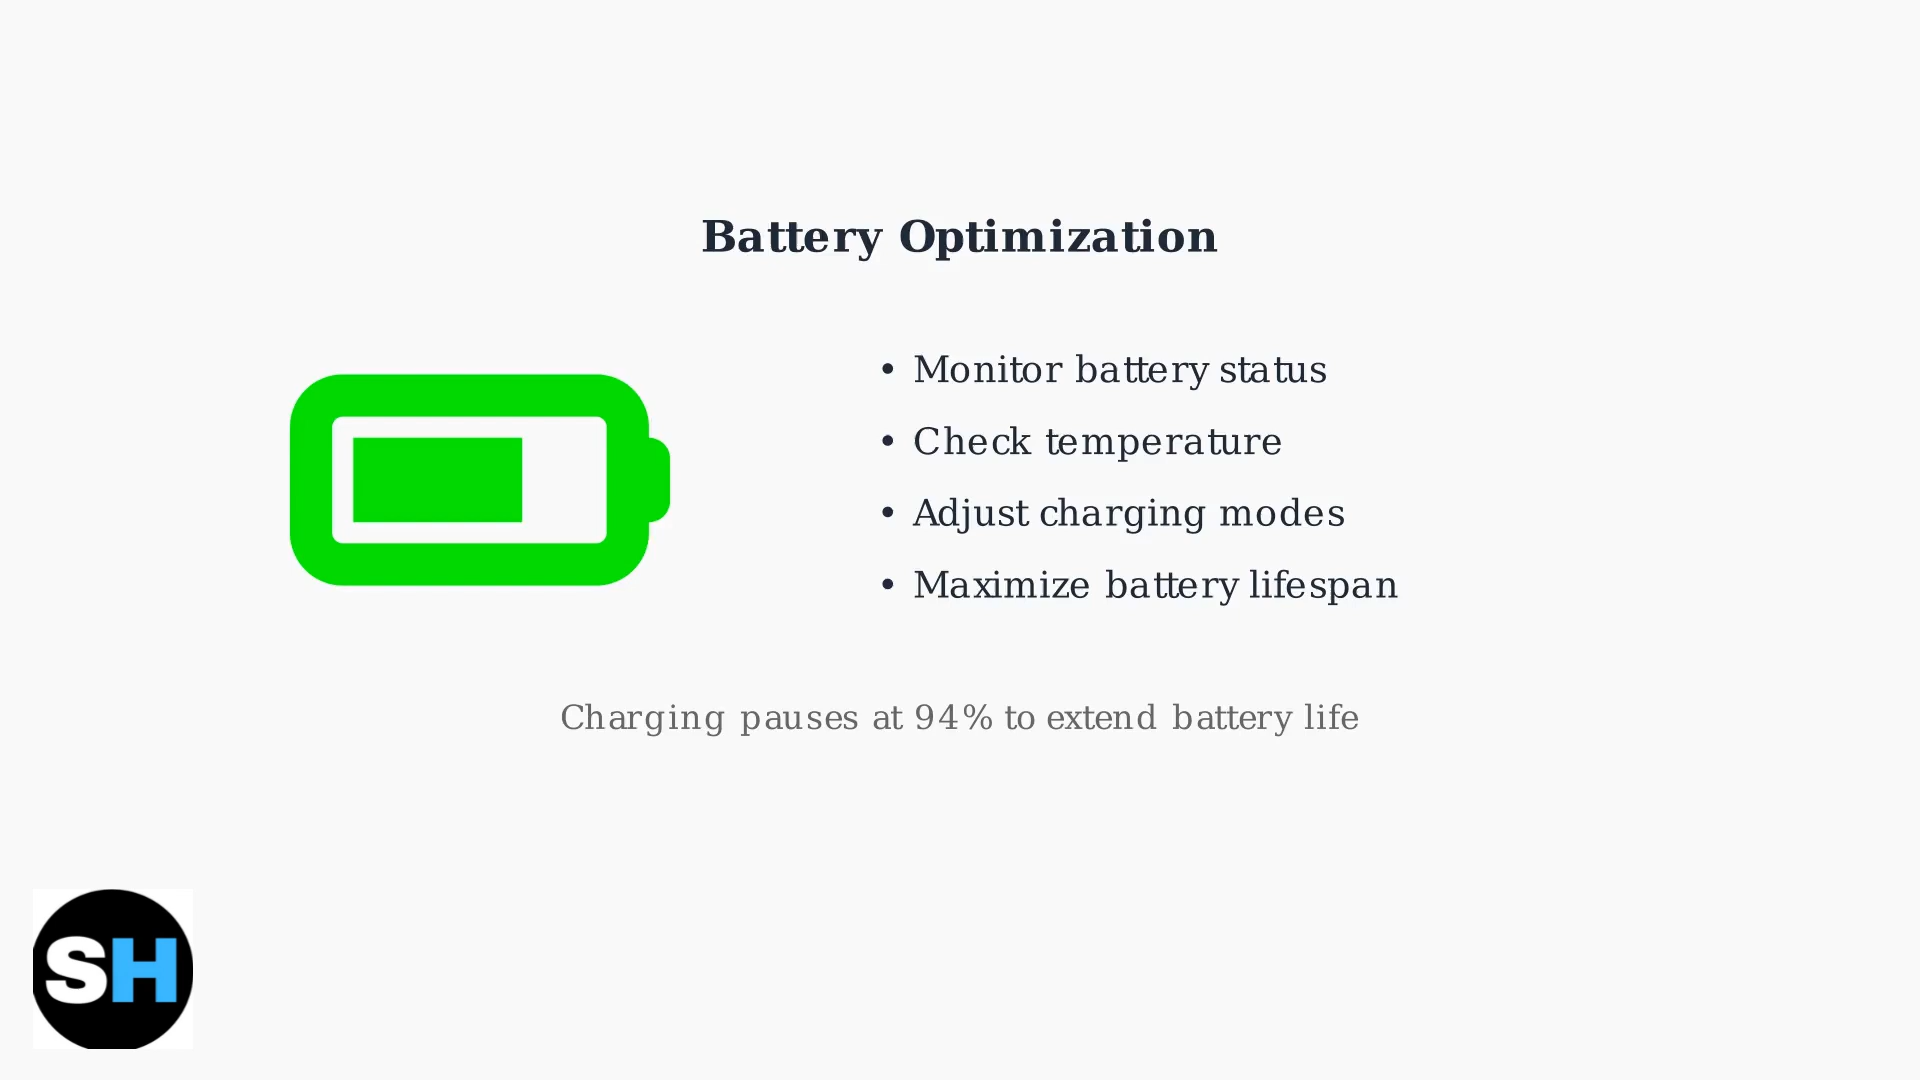 Battery Optimization
• Monitor battery status
• Check temperature
• Adjust charging modes
• Maximize battery lifespan
Charging pauses at 94% to extend battery life
SH